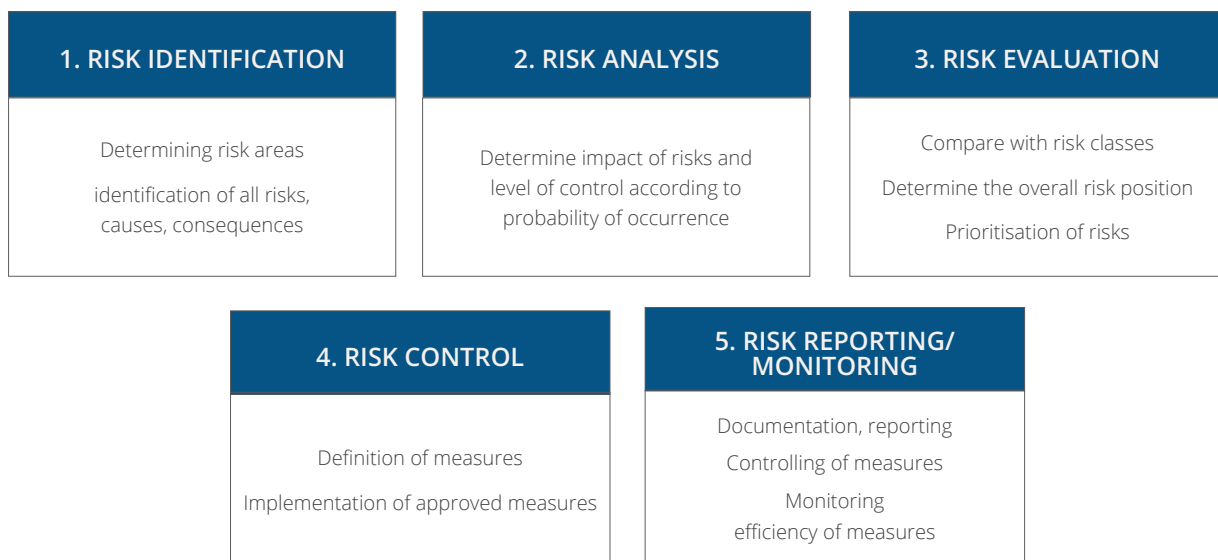 1. RISK IDENTIFICATION
Determining risk areas
identification of all risks,
causes, consequences
2. RISK ANALYSIS
Determine impact of risks and
level of control according to
probability of occurrence
3. RISK EVALUATION
Compare with risk classes
Determine the overall risk position
Prioritisation of risks
4. RISK CONTROL
Definition of measures
Implementation of approved measures
5. RISK REPORTING/
MONITORING
Documentation, reporting
Controlling of measures
Monitoring
efficiency of measures